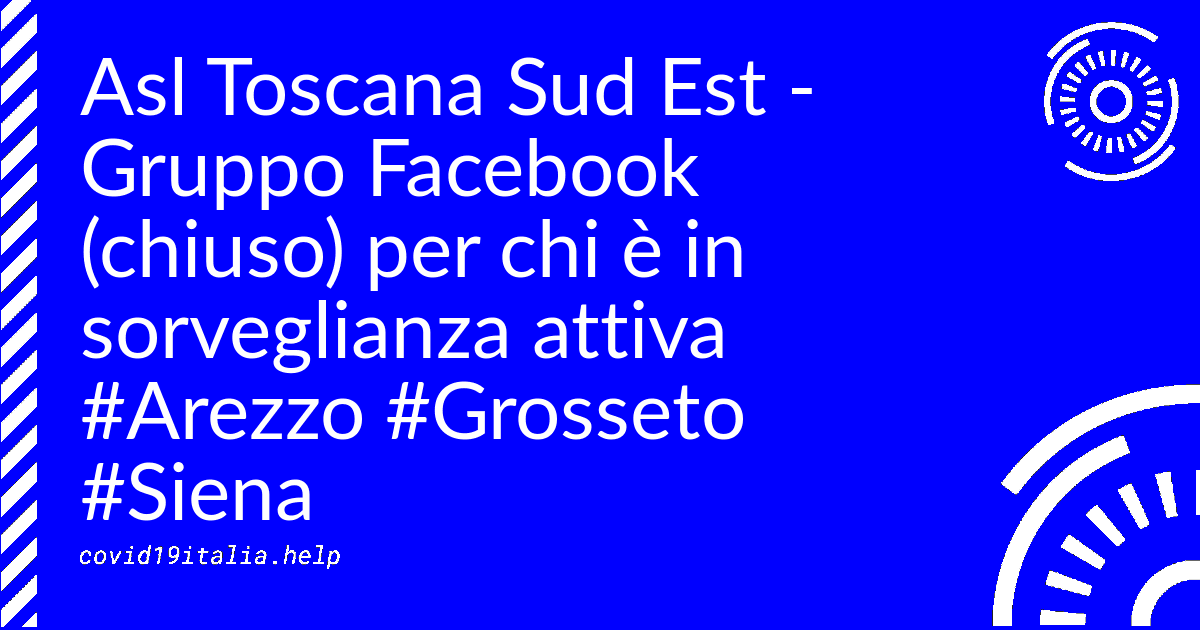 Asl Toscana Sud Est -
Gruppo Facebook
(chiuso) per chi è in
sorveglianza attiva
#Arezzo #Grosseto
#Siena
covid19italia.help